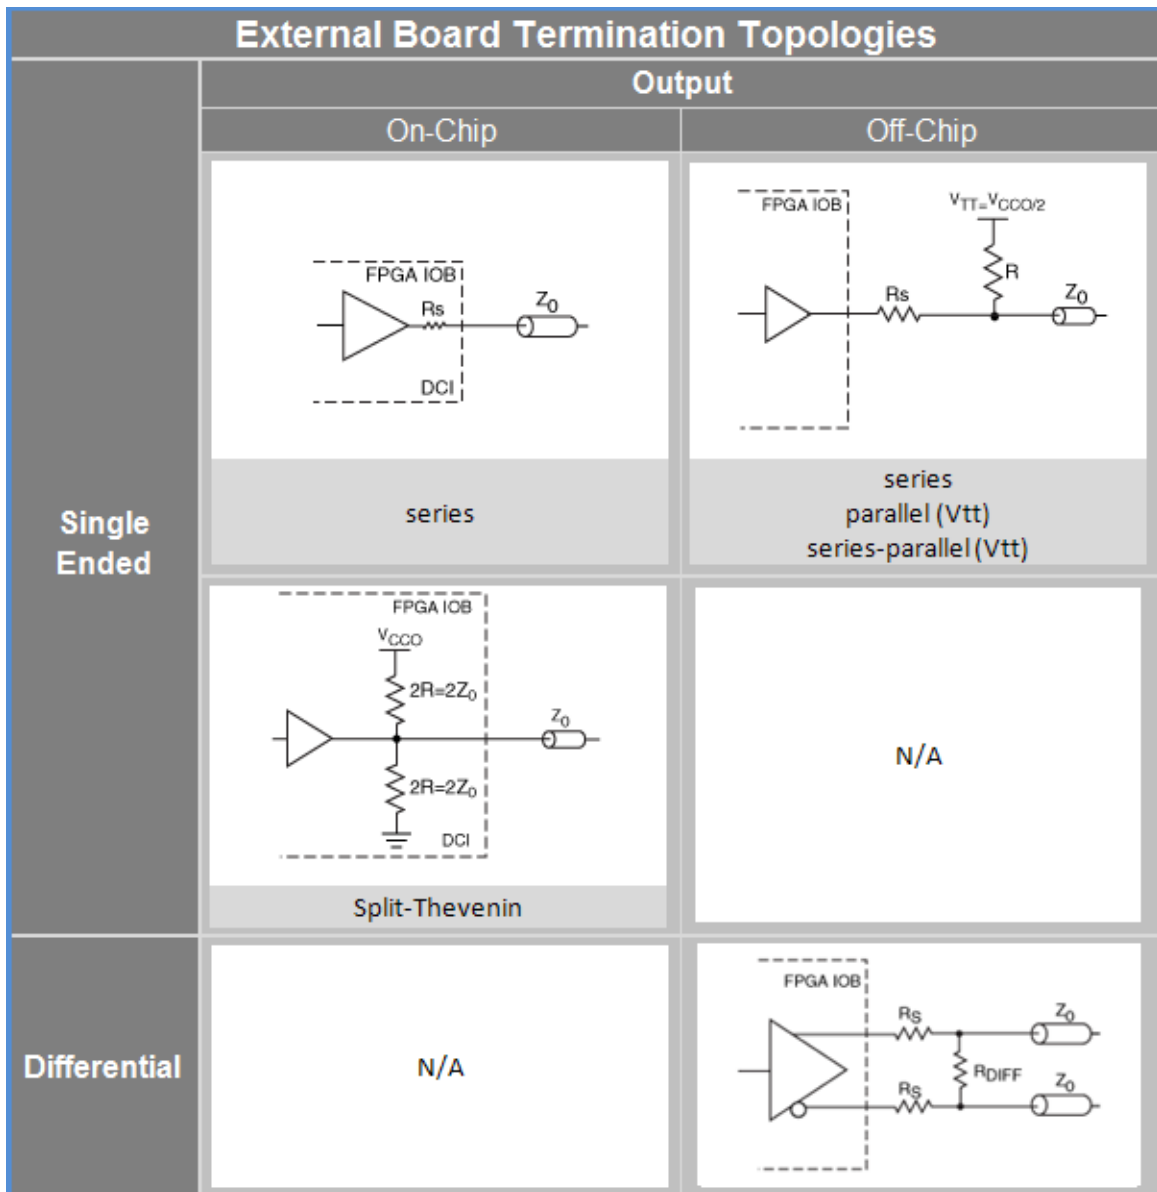 External Board Termination Topologies
Output
On-Chip
Off-Chip
Single
Ended
FPGA IOB
Rs
Z0
DCI
series
FPGA IOB
VTT=VCCO/2
R
Rs
Z0
series
parallel (Vtt)
series-parallel (Vtt)
FPGA IOB
VCCO
2R=2Z0
Z0
2R=2Z0
DCI
Split-Thevenin
N/A
Differential
N/A
FPGA IOB
RS
Z0
RDIFF
RS
Z0